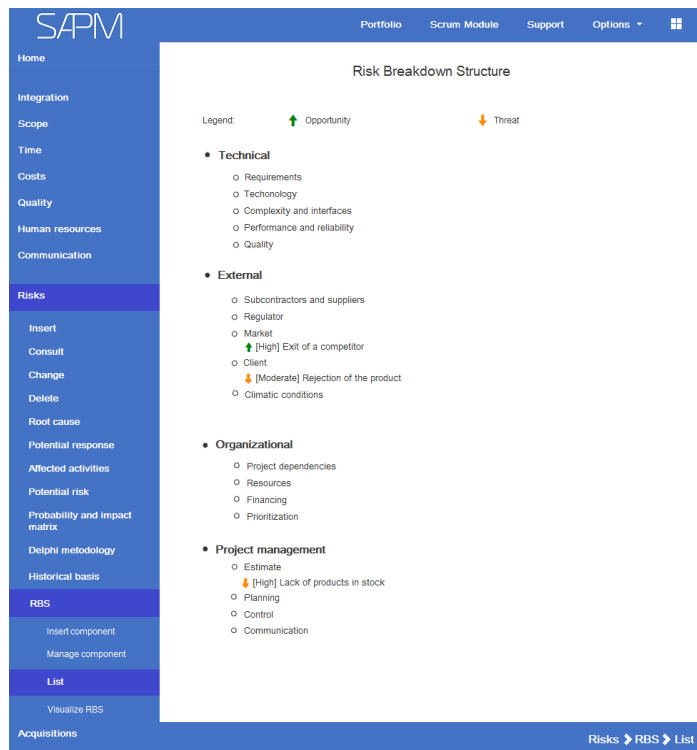 SAPM
Portfolio Scrum Module Support Options
Home
Integration
Scope
Time
Costs
Quality
Human resources
Communication
Risks
Insert
Consult
Change
Delete
Root cause
Potential response
Affected activities
Potential risk
Probability and impact
matrix
Delphi metodology
Historical basis
RBS
Insert component
Manage component
List
Visualize RBS
Acquisitions
Risk Breakdown Structure
Legend: Opportunity Threat
• Technical
o Requirements
o Techonology
o Complexity and interfaces
o Performance and reliability
o Quality
• External
o Subcontractors and suppliers
o Regulator
o Market
[High] Exit of a competitor
o Client
[Moderate] Rejection of the product
o Climatic conditions
• Organizational
o Project dependencies
o Resources
o Financing
o Prioritization
• Project management
o Estimate
[High] Lack of products in stock
o Planning
o Control
o Communication
Risks > RBS > List